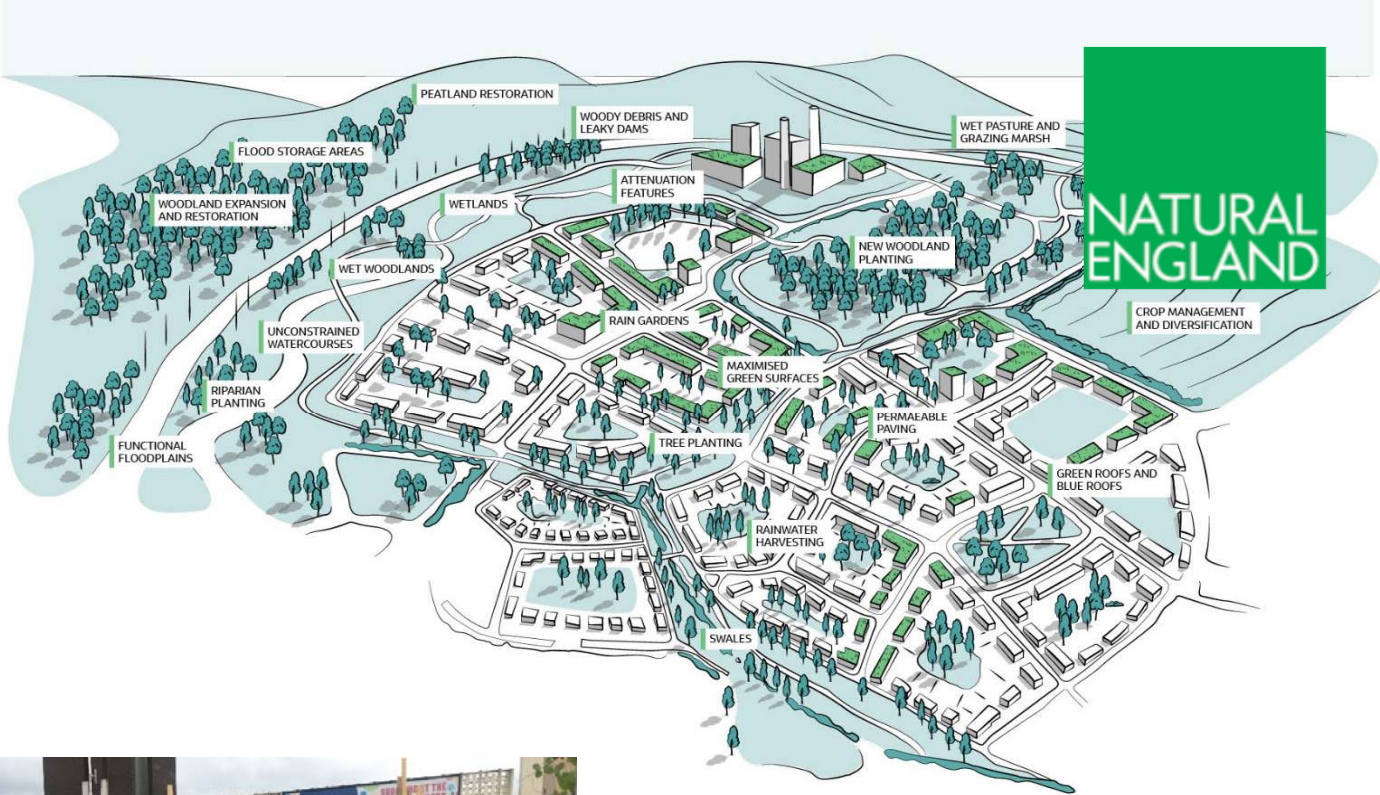 PEATLAND RESTORATION
WOODY DEBRIS AND
LEAKY DAMS
WET PASTURE AND
GRAZING MARSH
FLOOD STORAGE AREAS
ATTENUATION
FEATURES
WOODLAND EXPANSION
AND RESTORATION
WETLANDS
NATURAL
ENGLAND
NEW WOODLAND
PLANTING
WET WOODLANDS
CROP MANAGEMENT
AND DIVERSIFICATION
RAIN GARDENS
UNCONSTRAINED
WATERCOURSES
MAXIMISED
GREEN SURFACES
RIPARIAN
PLANTING
PERMAEABLE
PAVING
FUNCTIONAL
FLOODPLAINS
TREE PLANTING
GREEN ROOFS AND
BLUE ROOFS
RAINWATER
HARVESTING
SWALES